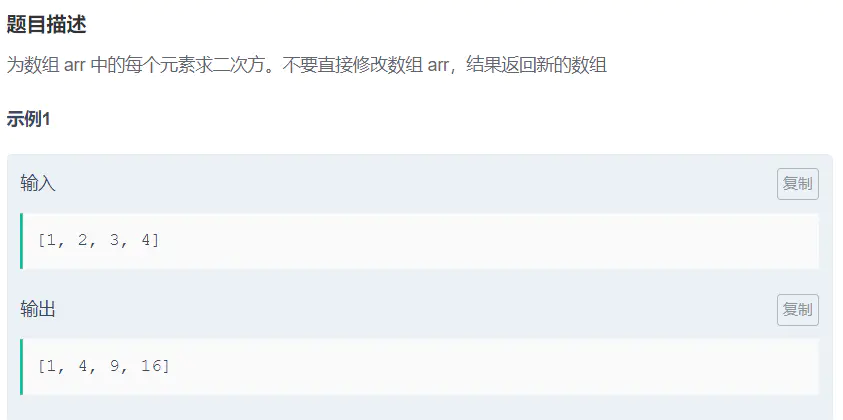 题目描述
为数组 arr 中的每个元素求二次方。不要直接修改数组 arr，结果返回新的数组
示例1
输入
复制
[1, 2, 3, 4]
输出
复制
[1, 4, 9, 16]